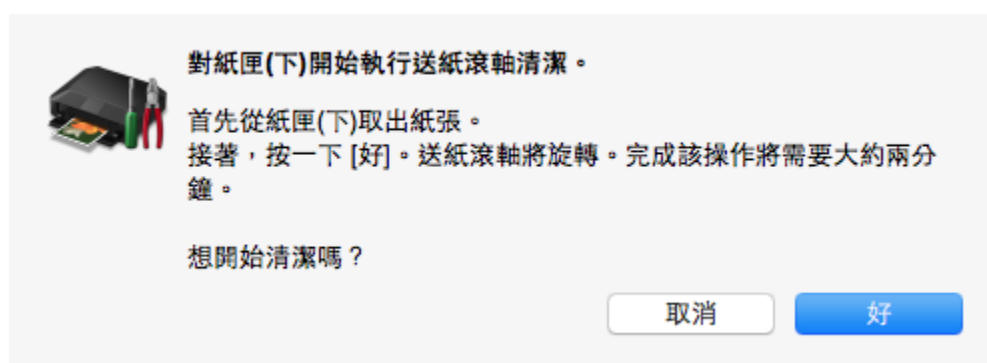 對紙匣(下)開始執行送紙滾軸清潔。
首先從紙匣(下)取出紙張。
接著，按一下 [好]。送紙滾軸將旋轉。完成該操作將需要大約兩分
鐘。
想開始清潔嗎？
取消
好